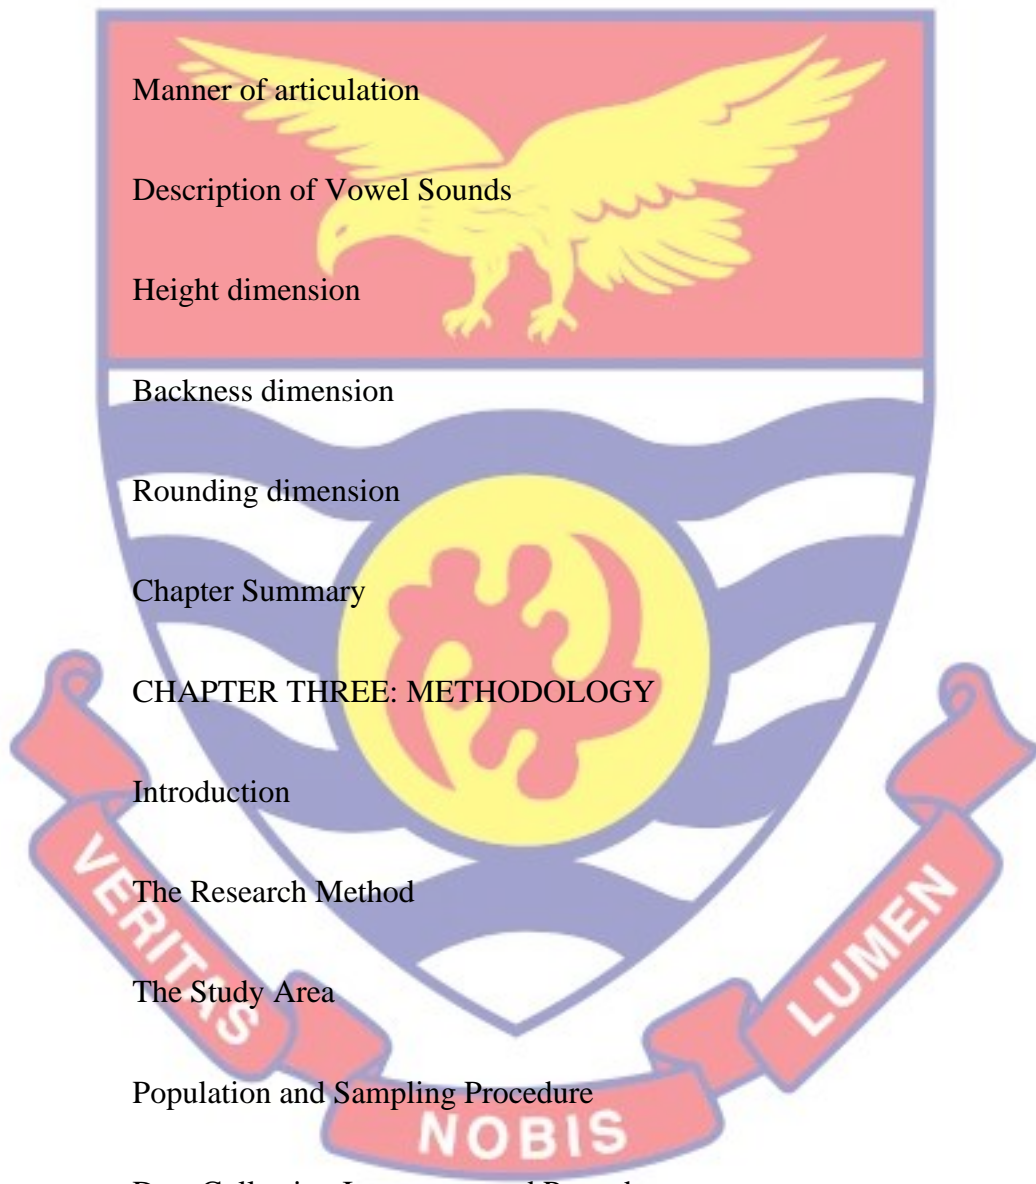 Manner of articulation
Description of Vowel Sounds
Height dimension
Backness dimension
Rounding dimension
Chapter Summary
CHAPTER THREE: METHODOLOGY
Introduction
The Research Method
The Study Area
Population and Sampling Procedure
VERITAS
NOBIS
LUMEN